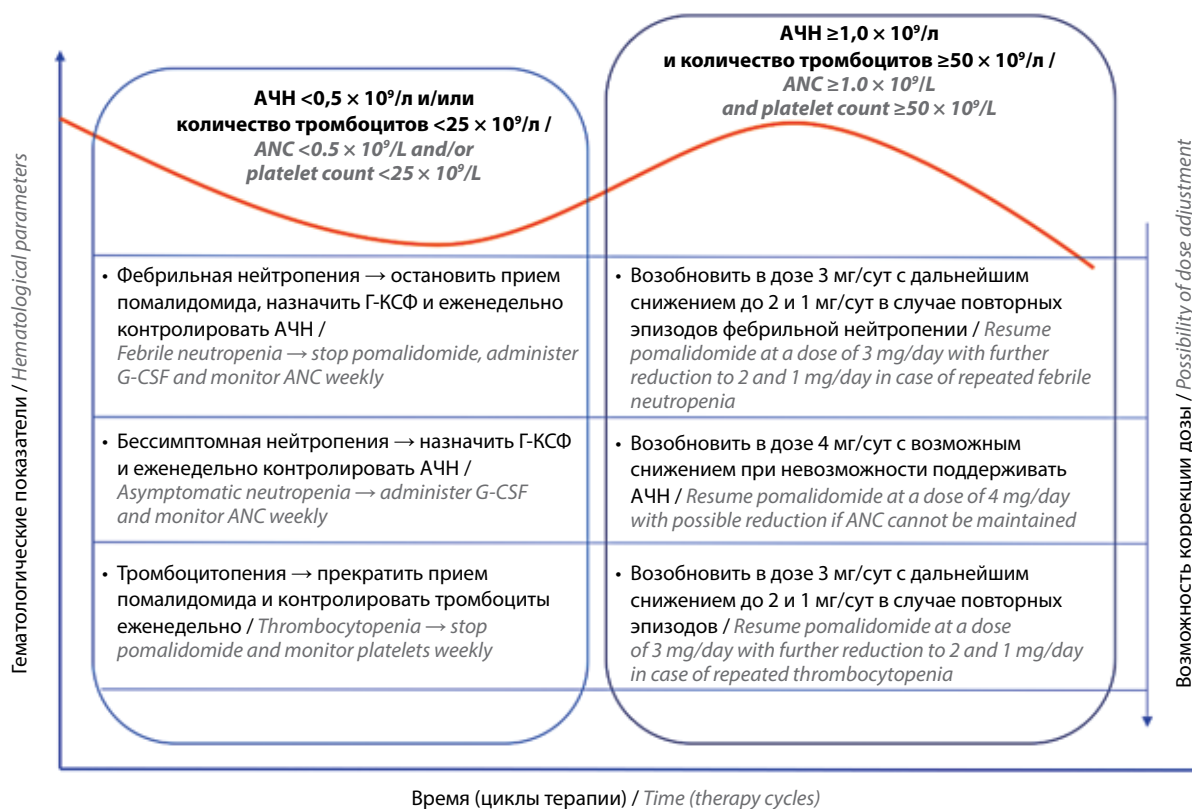 АЧН <0,5 × 10⁹/л и/или
количество тромбоцитов <25 × 10⁹/л /
ANC <0.5 × 10⁹/L and/or
platelet count <25 × 10⁹/L
АЧН ≥1,0 × 10⁹/л
и количество тромбоцитов ≥50 × 10⁹/л /
ANC ≥1.0 × 10⁹/L
and platelet count ≥50 × 10⁹/L
Гематологические показатели / Hematological parameters
• Фебрильная нейтропения → остановить прием
помалидомида, назначить Г-КСФ и еженедельно
контролировать АЧН /
Febrile neutropenia → stop pomalidomide, administer
G-CSF and monitor ANC weekly
• Возобновить в дозе 3 мг/сут с дальнейшим
снижением до 2 и 1 мг/сут в случае повторных
эпизодов фебрильной нейтропении / Resume
pomalidomide at a dose of 3 mg/day with further
reduction to 2 and 1 mg/day in case of repeated febrile
neutropenia
• Бессимптомная нейтропения → назначить Г-КСФ
и еженедельно контролировать АЧН /
Asymptomatic neutropenia → administer G-CSF
and monitor ANC weekly
• Возобновить в дозе 4 мг/сут с возможным
снижением при невозможности поддерживать
АЧН / Resume pomalidomide at a dose of 4 mg/day
with possible reduction if ANC cannot be maintained
• Тромбоцитопения → прекратить прием
помалидомида и контролировать тромбоциты
еженедельно / Thrombocytopenia → stop
pomalidomide and monitor platelets weekly
• Возобновить в дозе 3 мг/сут с дальнейшим
снижением до 2 и 1 мг/сут в случае повторных
эпизодов / Resume pomalidomide at a dose
of 3 mg/day with further reduction to 2 and 1 mg/day
in case of repeated thrombocytopenia
Возможность коррекции дозы / Possibility of dose adiustment
Время (циклы терапии) / Time (therapy cycles)